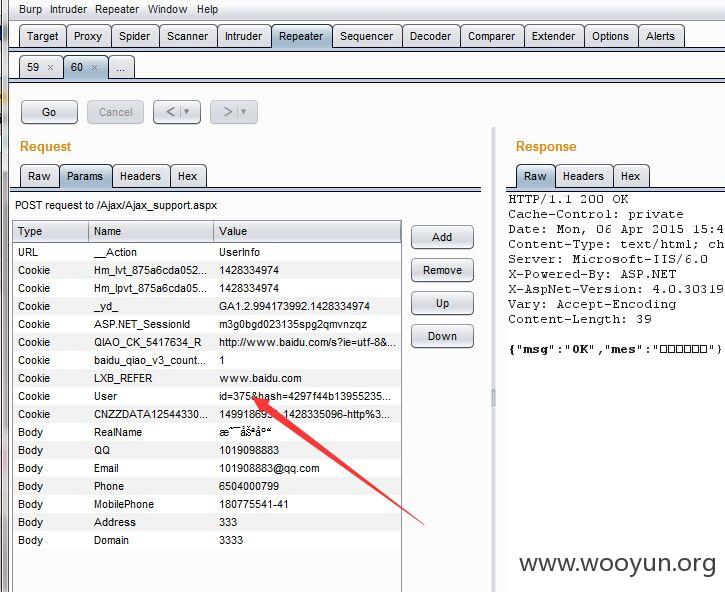 Burp Intruder Repeater Window Help
Target Proxy Spider Scanner Intruder Repeater Sequencer Decoder Comparer Extender Options Alerts
59 × 60 × ...
Go Cancel < > 
Request
Response
Raw Params Headers Hex
Raw Headers Hex
POST request to /Ajax/Ajax_support.aspx
Type Name Value
URL __Action UserInfo
Cookie Hm_lvt_875a6cda052... 1428334974
Cookie Hm_lpvt_875a6cda05... 1428334974
Cookie _yd_ GA1.2.994173992.1428334974
Cookie ASP.NET_SessionId m3g0bgd023135spg2qmvnzqz
Cookie QIAO_CK_5417634_R http://www.baidu.com/s?ie=utf-8&...
Cookie baidu_qiao_v3_count... 1
Cookie LXB_REFER www.baidu.com
Cookie User id=375&hash=4297f44b13955235...
Cookie CNZZDATA12544330... 1428335096-http%3...
Body RealName
Body QQ 1019098883
Body Email 101908883@qq.com
Body Phone 6504000799
Body MobilePhone 180775541-41
Body Address 333
Body Domain 3333
Add
Remove
Up
Down
HTTP/1.1 200 OK
Cache-Control: private
Date: Mon, 06 Apr 2015 15:4
Content-Type: text/html; ch
Server: Microsoft-IIS/6.0
X-Powered-By: ASP.NET
X-AspNet-Version: 4.0.30319
Vary: Accept-Encoding
Content-Length: 39
{"msg":"OK","mes":"□□□□□□"}
www.wooyun.org